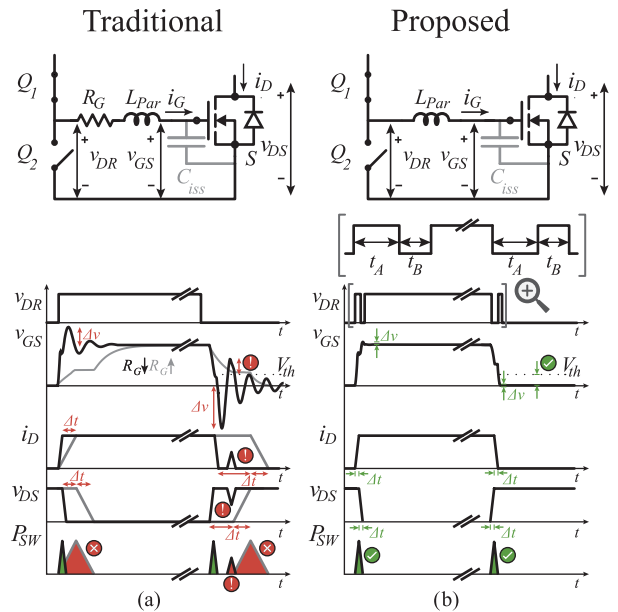 Traditional
Proposed
Q1
RG
LPar
iG
iD
Q2
vDR
vGS
Ciss
S
vDS
Q1
LPar
iG
iD
Q2
vDR
vGS
Ciss
S
vDS
tA
tB
tA
tB
vDR
t
vDR
t
vGS
Δv
RG↓
RG↑
!
Vth
t
Δv
vGS
Δv
Vth
Δv
t
iD
Δt
!
Δt
t
iD
Δt
Δt
t
vDS
Δt
!
Δt
t
vDS
Δt
Δt
t
PSW
!
t
PSW
t
(a)
(b)